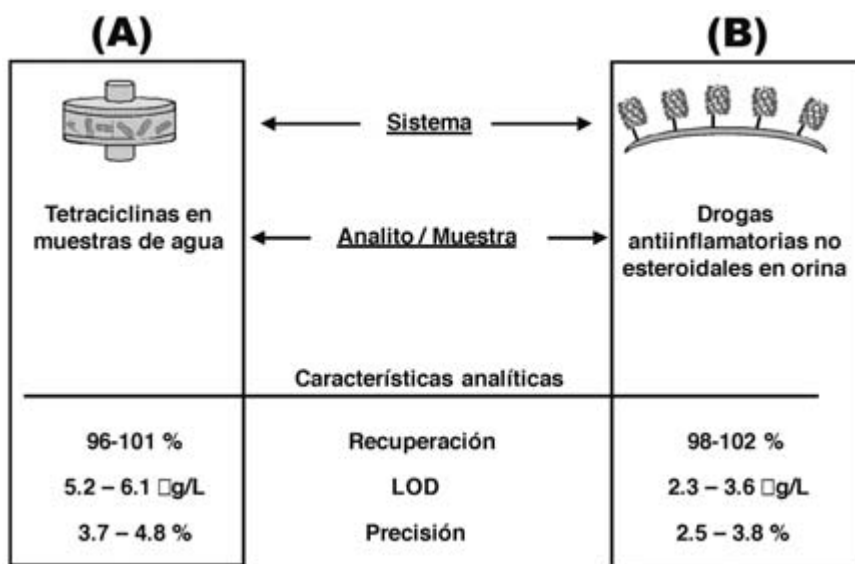 (A)
(B)
Sistema
Tetraciclinas en
muestras de agua
Analito / Muestra
Drogas
antiinflamatorias no
esteroidales en orina
Características analíticas
96-101 %
Recuperación
98-102 %
5.2 – 6.1 □g/L
LOD
2.3 – 3.6 □g/L
3.7 – 4.8 %
Precisión
2.5 – 3.8 %